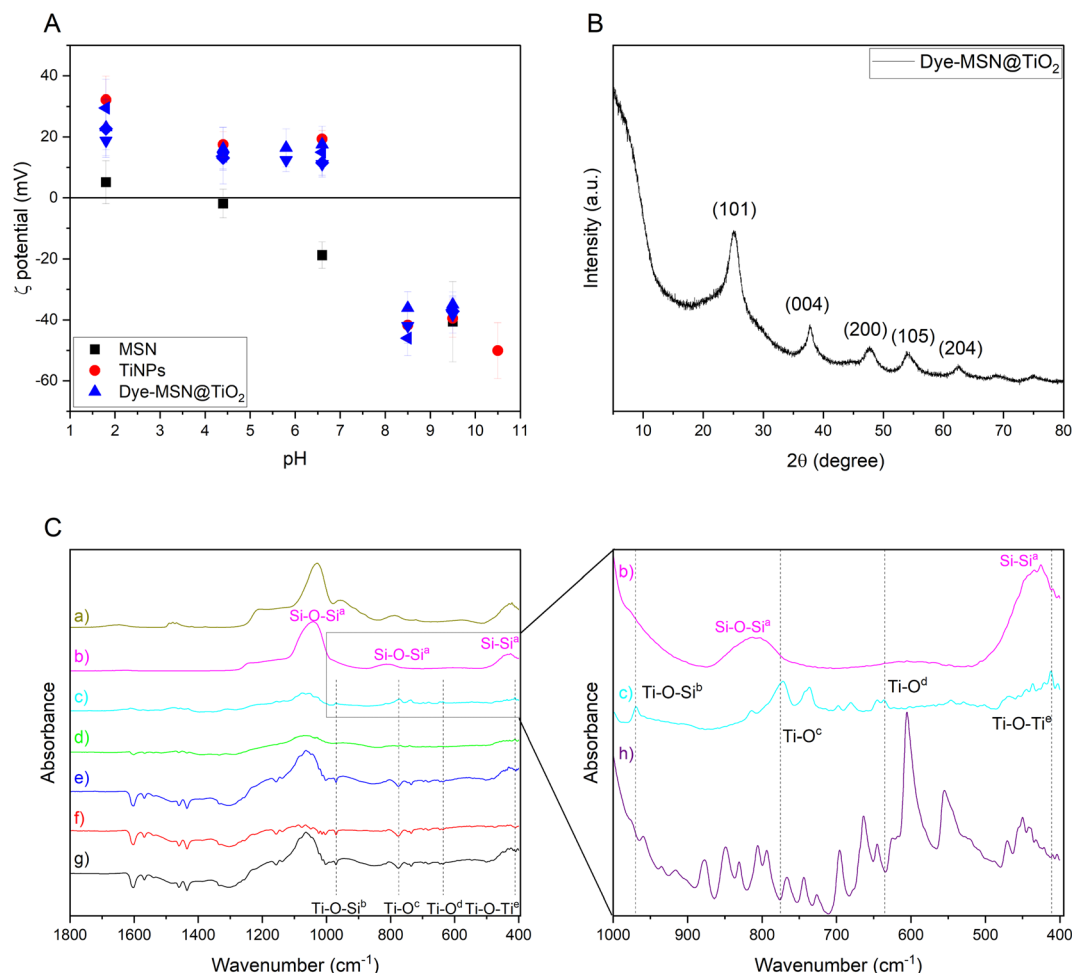 A
ζ potential (mV)
40
20
0
-20
-40
-60
MSN
TiNPs
Dye-MSN@TiO2
1 2 3 4 5 6 7 8 9 10 11
pH
B
Dye-MSN@TiO2
Intensity (a.u.)
(101)
(004)
(200)
(105)
(204)
10 20 30 40 50 60 70 80
2θ (degree)
C
Absorbance
a)
Si-O-Siᵃ
b)
Si-O-Siᵃ
Si-Siᵃ
c)
d)
e)
f)
g)
Ti-O-Siᵇ Ti-Oᶜ Ti-Oᵈ Ti-O-Tiᵉ
1800 1600 1400 1200 1000 800 600 400
Wavenumber (cm⁻¹)
Absorbance
b)
Si-Siᵃ
Si-O-Siᵃ
c)
Ti-O-Siᵇ
Ti-Oᵈ
Ti-O-Tiᵉ
Ti-Oᶜ
h)
1000 900 800 700 600 500 400
Wavenumber (cm⁻¹)